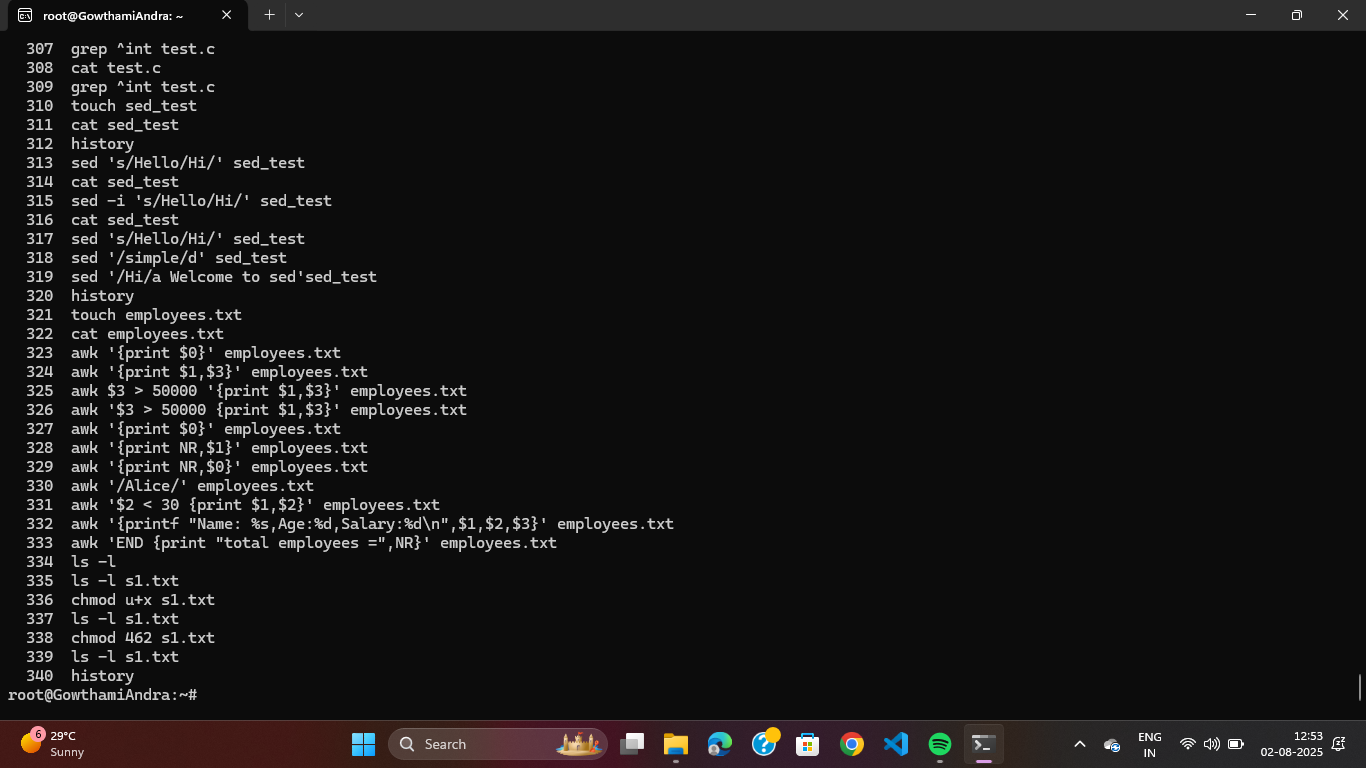 root@GowthamiAndra: ~
307 grep ^int test.c
308 cat test.c
309 grep ^int test.c
310 touch sed_test
311 cat sed_test
312 history
313 sed 's/Hello/Hi/' sed_test
314 cat sed_test
315 sed -i 's/Hello/Hi/' sed_test
316 cat sed_test
317 sed 's/Hello/Hi/' sed_test
318 sed '/simple/d' sed_test
319 sed '/Hi/a Welcome to sed'sed_test
320 history
321 touch employees.txt
322 cat employees.txt
323 awk '{print $0}' employees.txt
324 awk '{print $1,$3}' employees.txt
325 awk $3 > 50000 '{print $1,$3}' employees.txt
326 awk '$3 > 50000 {print $1,$3}' employees.txt
327 awk '{print $0}' employees.txt
328 awk '{print NR,$1}' employees.txt
329 awk '{print NR,$0}' employees.txt
330 awk '/Alice/' employees.txt
331 awk '$2 < 30 {print $1,$2}' employees.txt
332 awk '{printf "Name: %s,Age:%d,Salary:%d\n",$1,$2,$3}' employees.txt
333 awk 'END {print "total employees =",NR}' employees.txt
334 ls -l
335 ls -l s1.txt
336 chmod u+x s1.txt
337 ls -l s1.txt
338 chmod 462 s1.txt
339 ls -l s1.txt
340 history
root@GowthamiAndra:~#
6
29°C
Sunny
Search
ENG
IN
12:53
02-08-2025